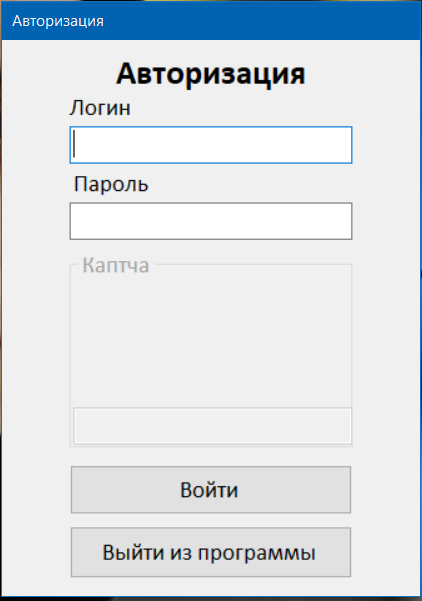 Авторизация
Авторизация
Логин
Пароль
Каптча
Войти
Выйти из программы